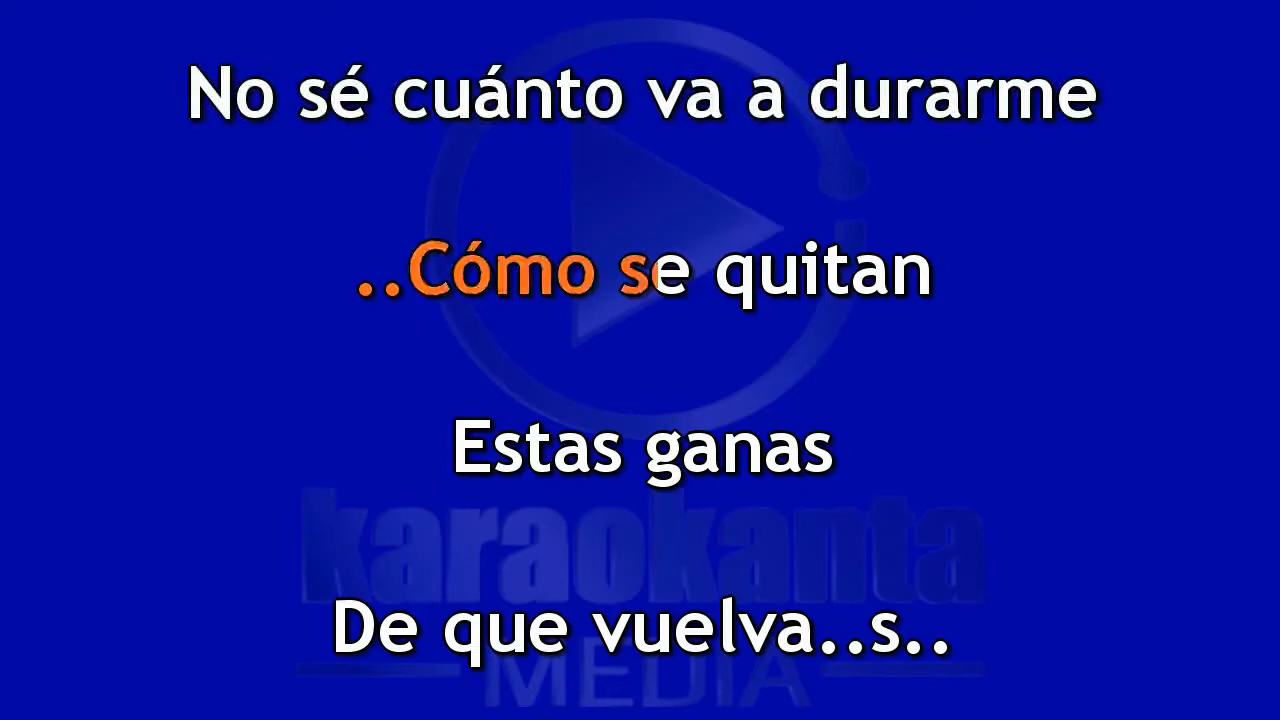 No sé cuánto va a durarme
..Cómo se quitan
Estas ganas
karaokanta
De que vuelva..s..
MEDIA